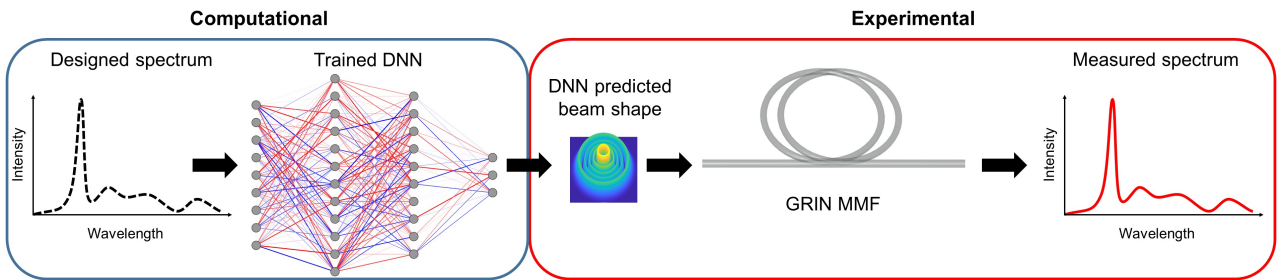 Computational
Experimental
Designed spectrum
Trained DNN
Intensity
Wavelength
DNN predicted
beam shape
GRIN MMF
Measured spectrum
Intensity
Wavelength